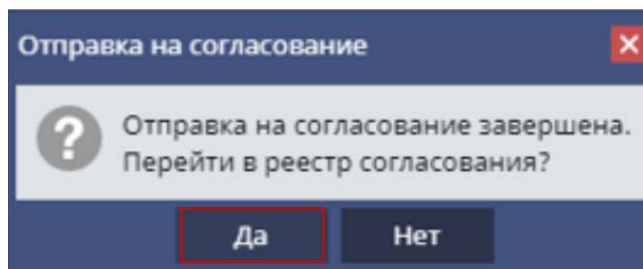 Отправка на согласование
Отправка на согласование завершена.
Перейти в реестр согласования?
Да
Нет